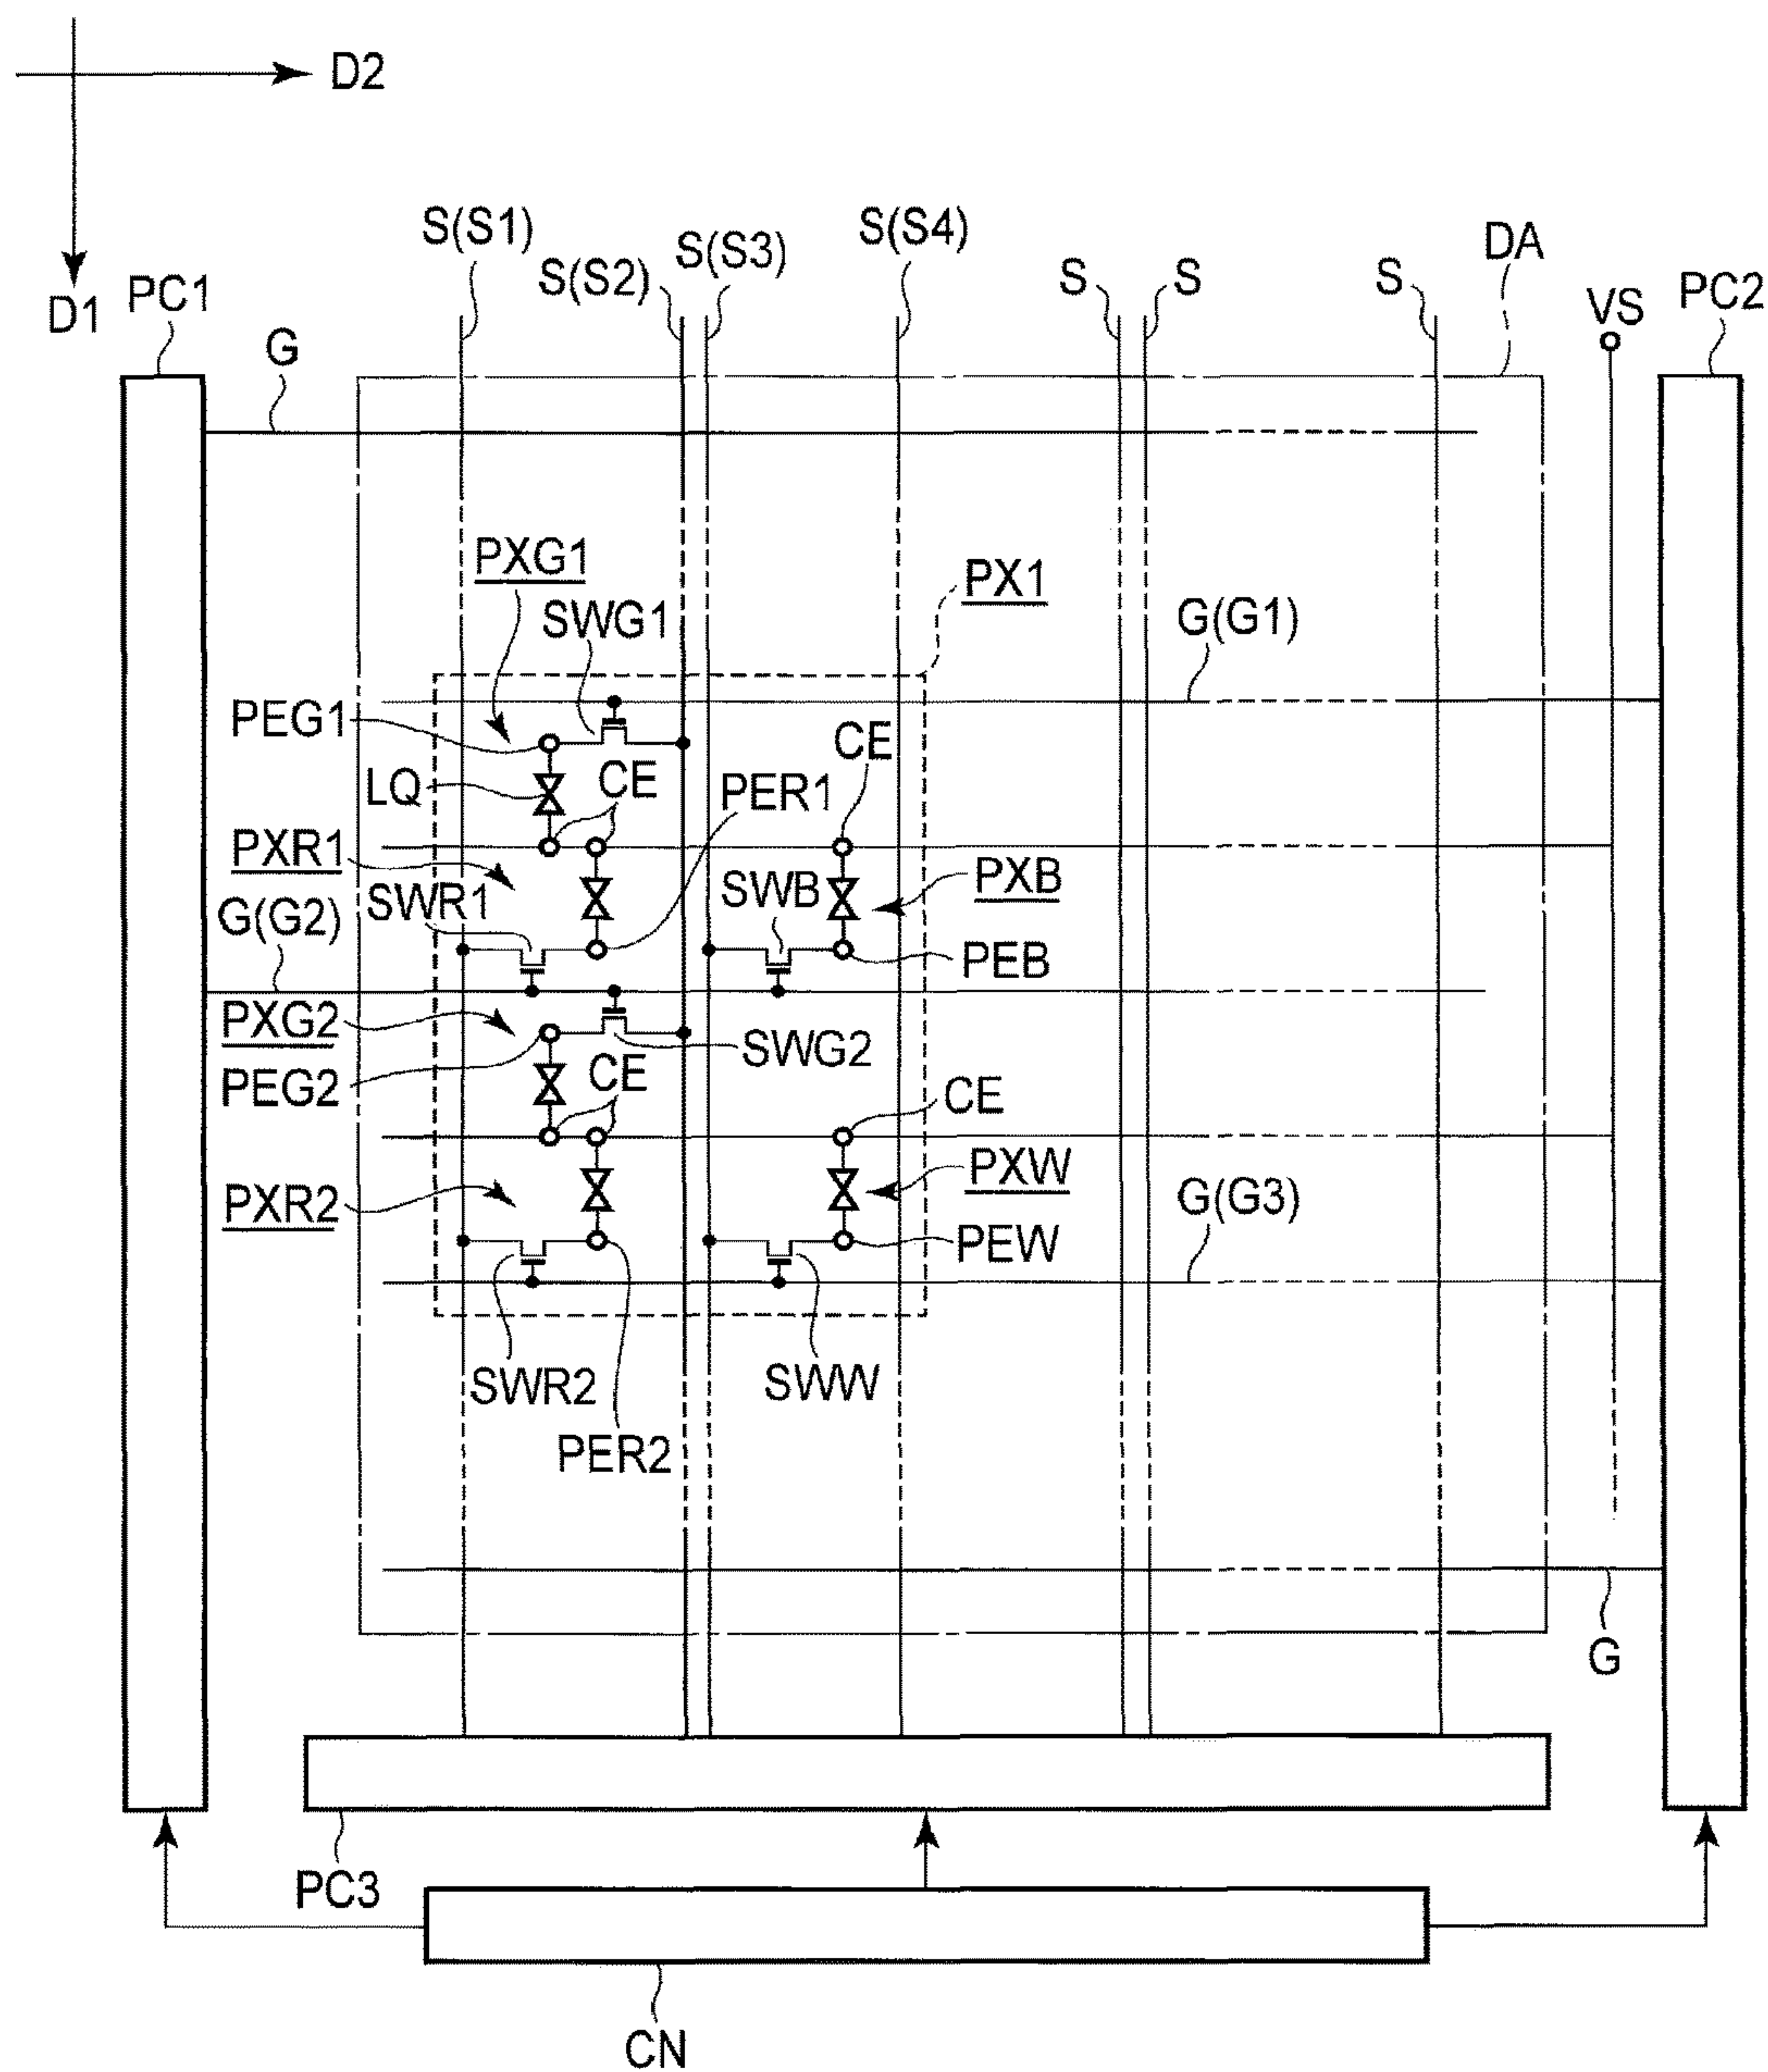 D2
D1
S(S1)
S(S2)
S(S3)
S(S4)
S
S
S
DA
VS
PC1
PC2
G
PXG1
SWG1
PX1
G(G1)
PEG1
CE
LQ
CE
PER1
PXR1
SWR1
SWB
PXB
G(G2)
PEB
PXG2
SWG2
PEG2
CE
CE
PXW
PXR2
G(G3)
PEW
SWR2
SWW
PER2
G
PC3
CN